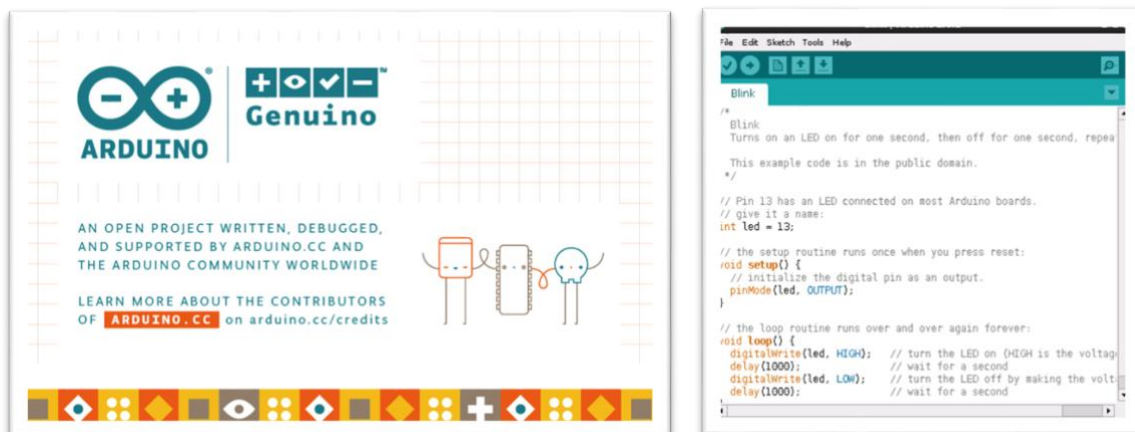 ARDUINO
Genuino
AN OPEN PROJECT WRITTEN, DEBUGGED,
AND SUPPORTED BY ARDUINO.CC AND
THE ARDUINO COMMUNITY WORLDWIDE
LEARN MORE ABOUT THE CONTRIBUTORS
OF ARDUINO.CC on arduino.cc/credits
File Edit Sketch Tools Help
Blink
/*
Blink
Turns on an LED on for one second, then off for one second, repea
This example code is in the public domain.
*/
// Pin 13 has an LED connected on most Arduino boards.
// give it a name:
int led = 13;
// the setup routine runs once when you press reset:
void setup() {
// initialize the digital pin as an output.
pinMode(led, OUTPUT);
}
// the loop routine runs over and over again forever:
void loop() {
digitalWrite(led, HIGH); // turn the LED on (HIGH is the voltag
delay(1000); // wait for a second
digitalWrite(led, LOW); // turn the LED off by making the volt
delay(1000); // wait for a second